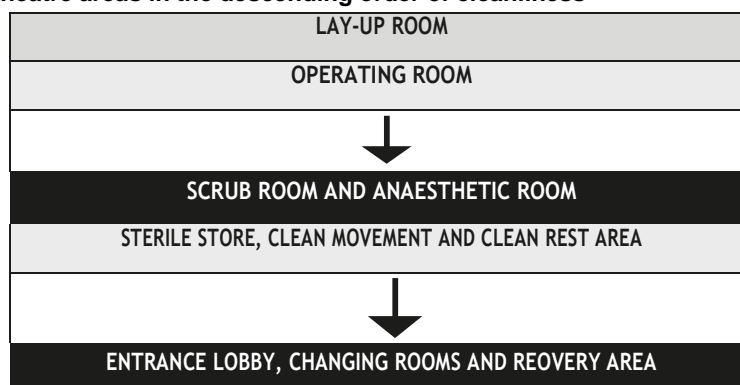 theatre areas in the descending order of cleanliness
LAY-UP ROOM
OPERATING ROOM
SCRUB ROOM AND ANAESTHETIC ROOM
STERILE STORE, CLEAN MOVEMENT AND CLEAN REST AREA
ENTRANCE LOBBY, CHANGING ROOMS AND REOVERY AREA